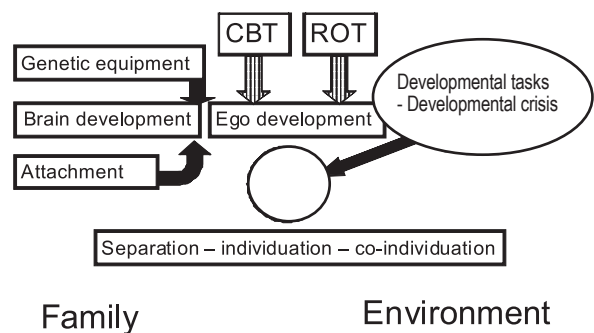 CBT
ROT
Genetic equipment
Developmental tasks
- Developmental crisis
Brain development
Ego development
Attachment
Separation – individuation – co-individuation
Family
Environment